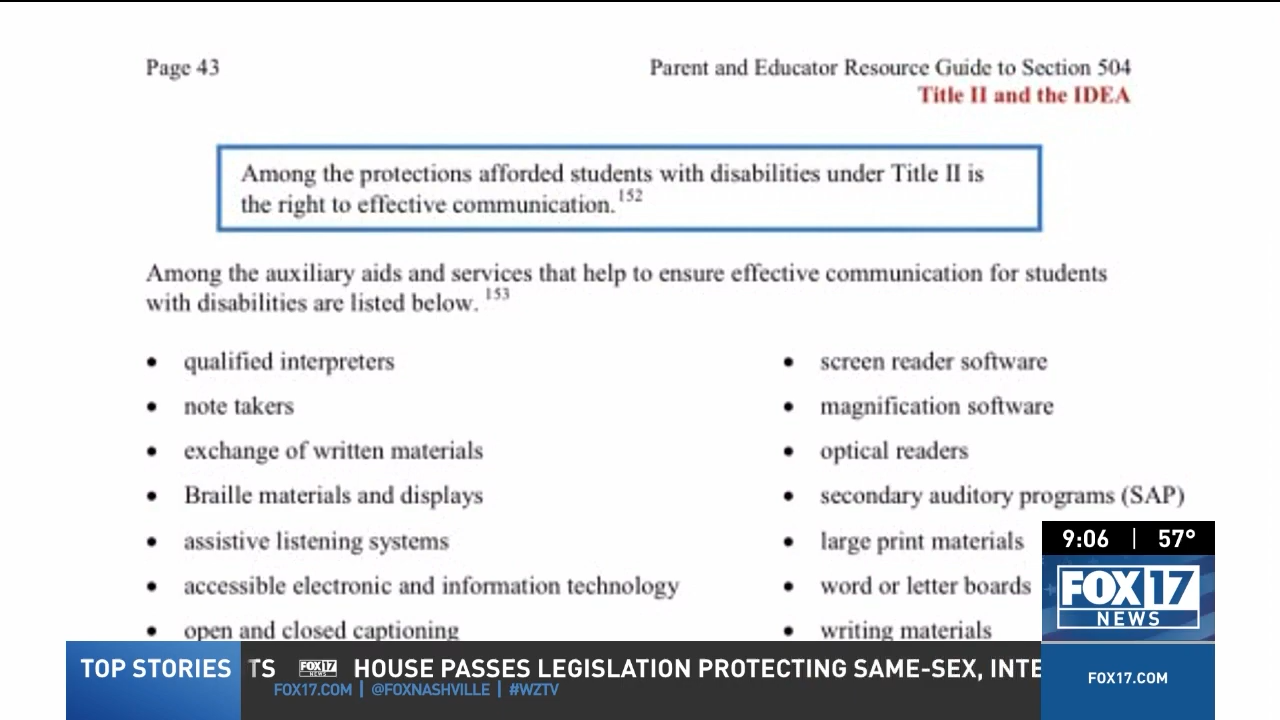 Page 43
Parent and Educator Resource Guide to Section 504
Title II and the IDEA
Among the protections afforded students with disabilities under Title II is
the right to effective communication.152
Among the auxiliary aids and services that help to ensure effective communication for students
with disabilities are listed below. 153
• qualified interpreters
• note takers
• exchange of written materials
• Braille materials and displays
• assistive listening systems
• accessible electronic and information technology
• open and closed captioning
• screen reader software
• magnification software
• optical readers
• secondary auditory programs (SAP)
• large print materials
• word or letter boards
• writing materials
9:06 | 57°
FOX 17
NEWS
FOX17.COM
TOP STORIES
TS FOX 17 NEWS HOUSE PASSES LEGISLATION PROTECTING SAME-SEX, INTE
FOX17.COM | @FOXNASHVILLE | #WZTV